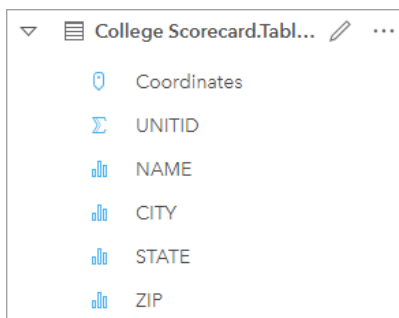 College Scorecard.Tabl...
Coordinates
UNITID
NAME
CITY
STATE
ZIP